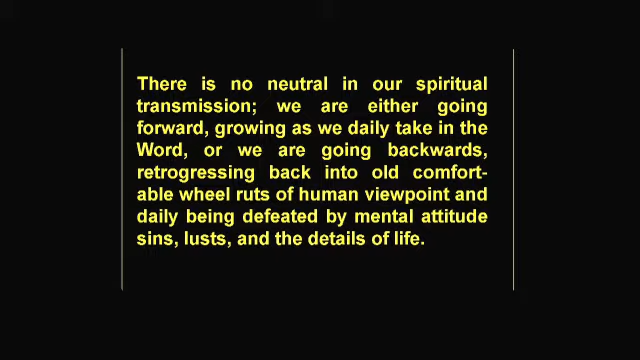 There is no neutral in our spiritual
transmission; we are either going
forward, growing as we daily take in the
Word, or we are going backwards,
retrogressing back into old comfort-
able wheel ruts of human viewpoint and
daily being defeated by mental attitude
sins, lusts, and the details of life.